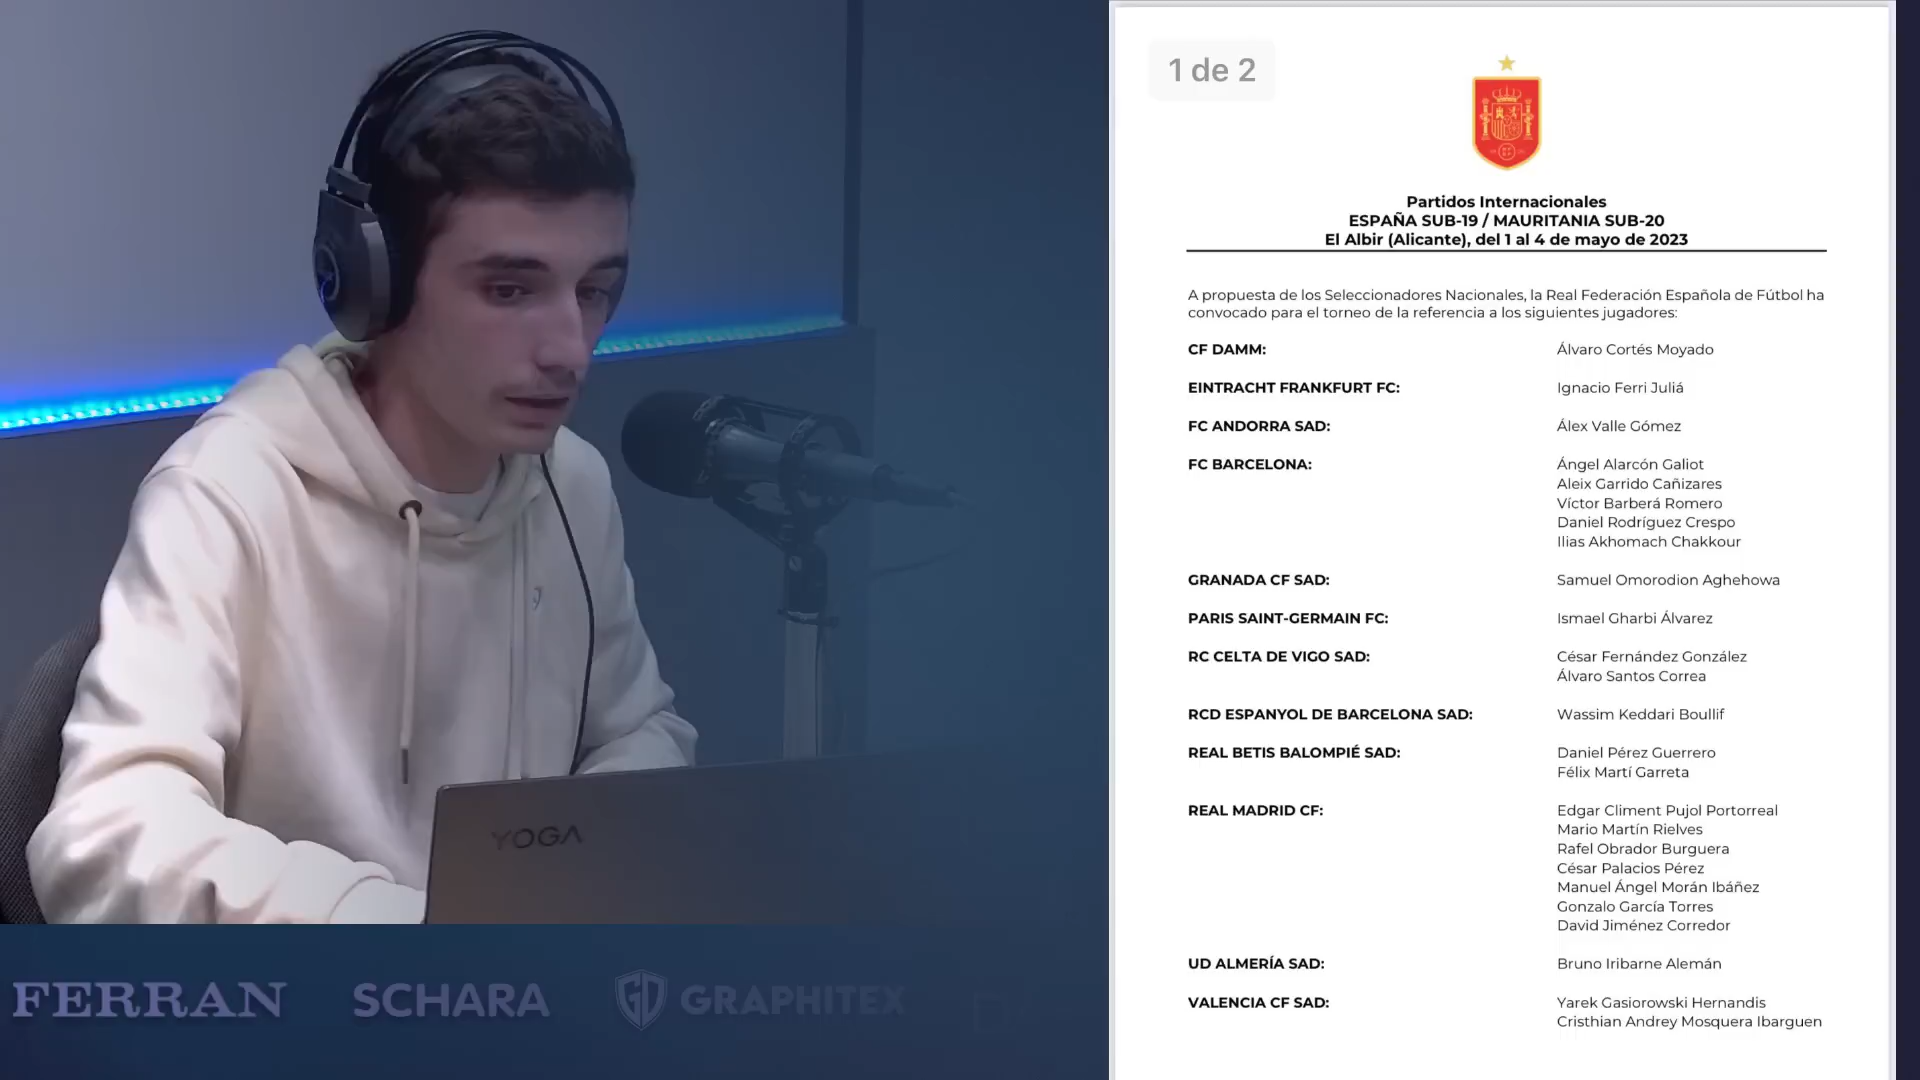 1 de 2
Partidos Internacionales
ESPAÑA SUB-19 / MAURITANIA SUB-20
El Albir (Alicante), del 1 al 4 de mayo de 2023
A propuesta de los Seleccionadores Nacionales, la Real Federación Española de Fútbol ha
convocado para el torneo de la referencia a los siguientes jugadores:
CF DAMM: Álvaro Cortés Moyado
EINTRACHT FRANKFURT FC: Ignacio Ferri Juliá
FC ANDORRA SAD: Álex Valle Gómez
FC BARCELONA: Ángel Alarcón Galiot
Aleix Garrido Cañizares
Víctor Barberá Romero
Daniel Rodríguez Crespo
Ilias Akhomach Chakkour
GRANADA CF SAD: Samuel Omorodion Aghehowa
PARIS SAINT-GERMAIN FC: Ismael Gharbi Álvarez
RC CELTA DE VIGO SAD: César Fernández González
Álvaro Santos Correa
RCD ESPANYOL DE BARCELONA SAD: Wassim Keddari Boullif
REAL BETIS BALOMPIÉ SAD: Daniel Pérez Guerrero
Félix Martí Garreta
REAL MADRID CF: Edgar Climent Pujol Portorreal
Mario Martín Rielves
Rafel Obrador Burguera
César Palacios Pérez
Manuel Ángel Morán Ibáñez
Gonzalo García Torres
David Jiménez Corredor
UD ALMERÍA SAD: Bruno Iribarne Alemán
VALENCIA CF SAD: Yarek Gasiorowski Hernandis
Cristhian Andrey Mosquera Ibarguen
YOGA
FERRAN SCHARA GD GRAPHITEX